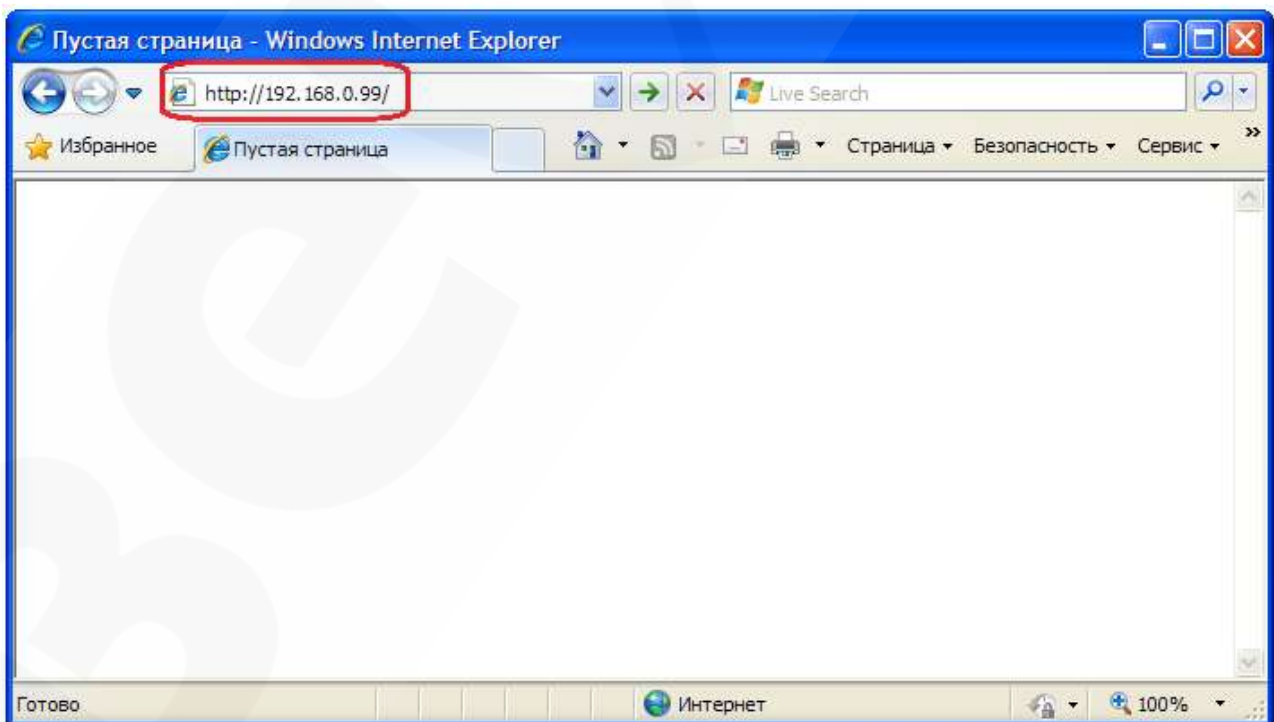 Пустая страница - Windows Internet Explorer
http://192.168.0.99/ Live Search
Избранное Пустая страница Страница Безопасность Сервис »
Готово Интернет 100%